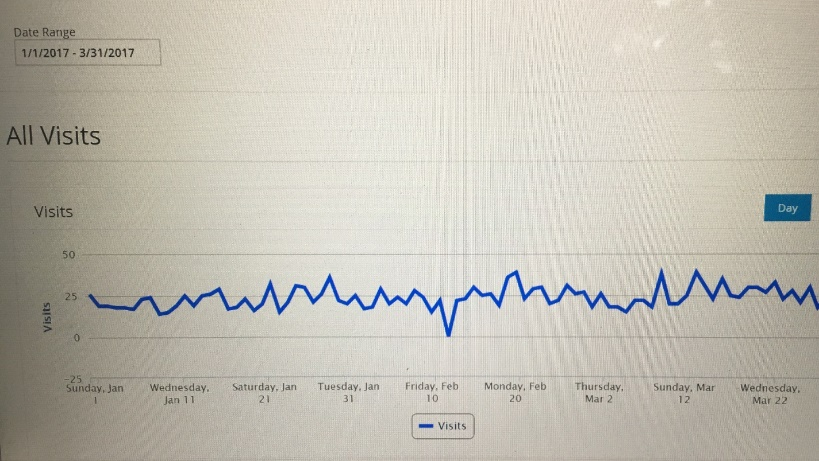 Date Range
1/1/2017 - 3/31/2017
All Visits
Visits
Day
50
25
0
-25
Visits
Sunday, Jan
1
Wednesday,
Jan 11
Saturday, Jan
21
Tuesday, Jan
31
Friday, Feb
10
Monday, Feb
20
Thursday,
Mar 2
Sunday, Mar
12
Wednesday,
Mar 22
Visits